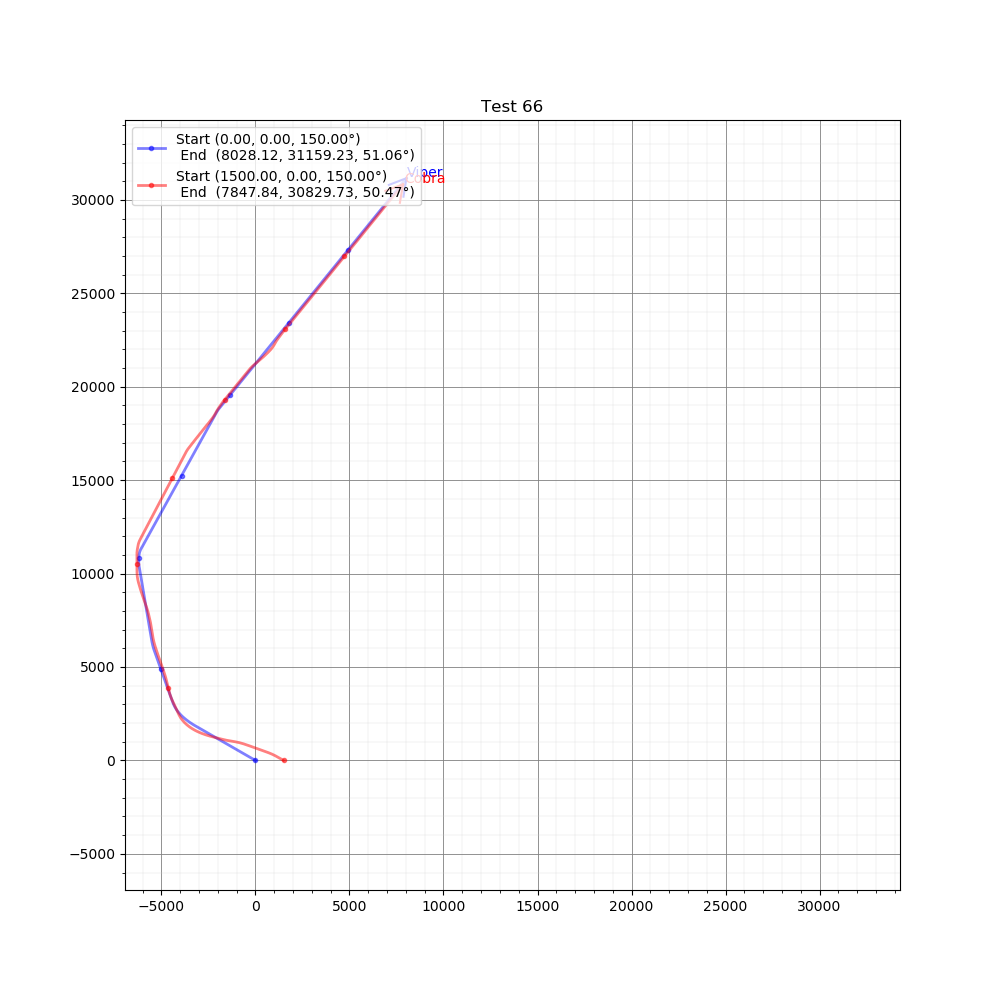 Test 66
Start (0.00, 0.00, 150.00°)
End (8028.12, 31159.23, 51.06°)
Start (1500.00, 0.00, 150.00°)
End (7847.84, 30829.73, 50.47°)
Viper
Cobra
30000
25000
20000
15000
10000
5000
0
−5000
−5000 0 5000 10000 15000 20000 25000 30000